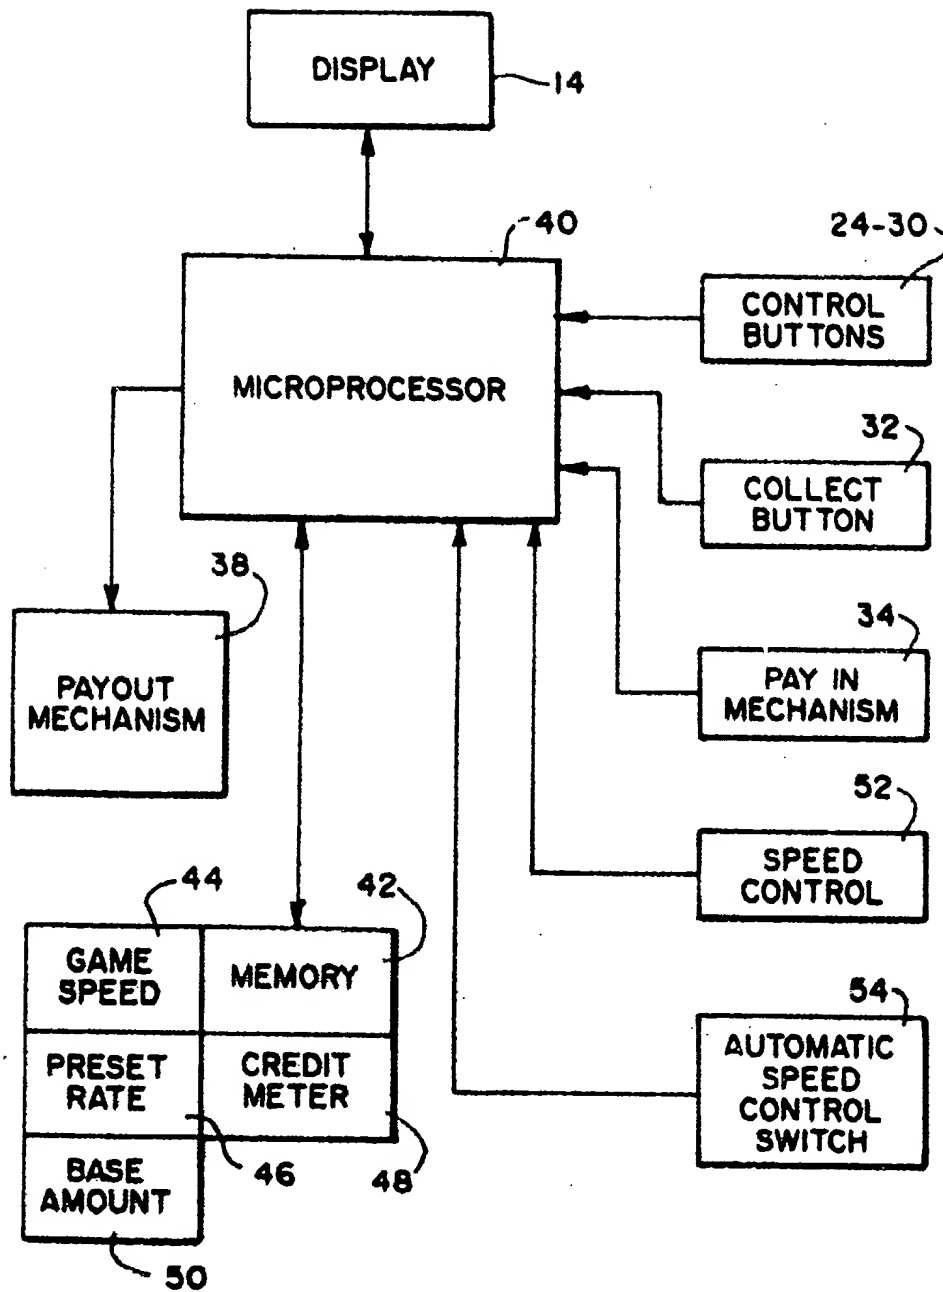 DISPLAY
14
40
24-30
CONTROL
BUTTONS
MICROPROCESSOR
32
COLLECT
BUTTON
38
34
PAYOUT
MECHANISM
PAY IN
MECHANISM
52
SPEED
CONTROL
44
42
GAME
SPEED
MEMORY
54
PRESET
RATE
CREDIT
METER
AUTOMATIC
SPEED
CONTROL
SWITCH
46
48
BASE
AMOUNT
50